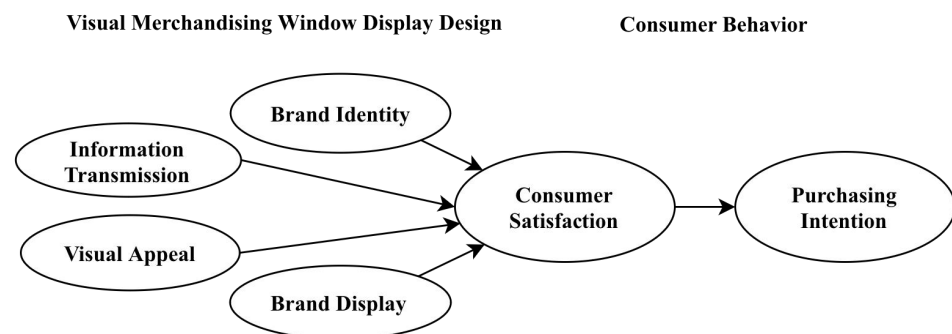 Visual Merchandising Window Display Design
Consumer Behavior
Brand Identity
Information
Transmission
Visual Appeal
Brand Display
Consumer
Satisfaction
Purchasing
Intention